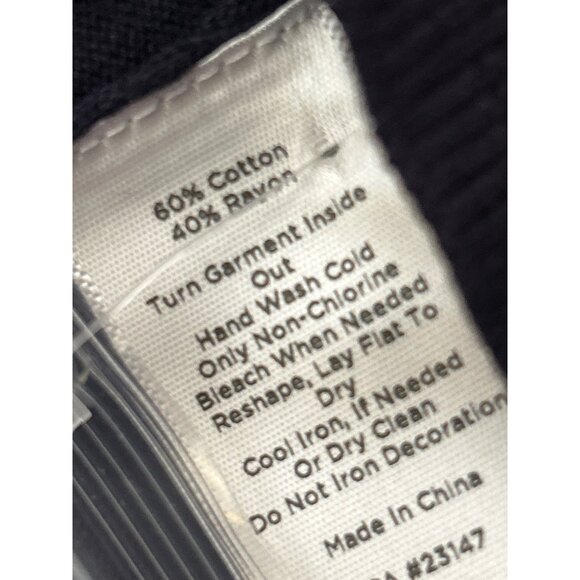 60% Cotton
40% Rayon
Turn Garment Inside
Out
Hand Wash Cold
Only Non-Chlorine
Bleach When Needed
Reshape, Lay Flat To
Dry
Cool Iron, If Needed
Or Dry Clean
Do Not Iron Decoration
Made In China
#23147